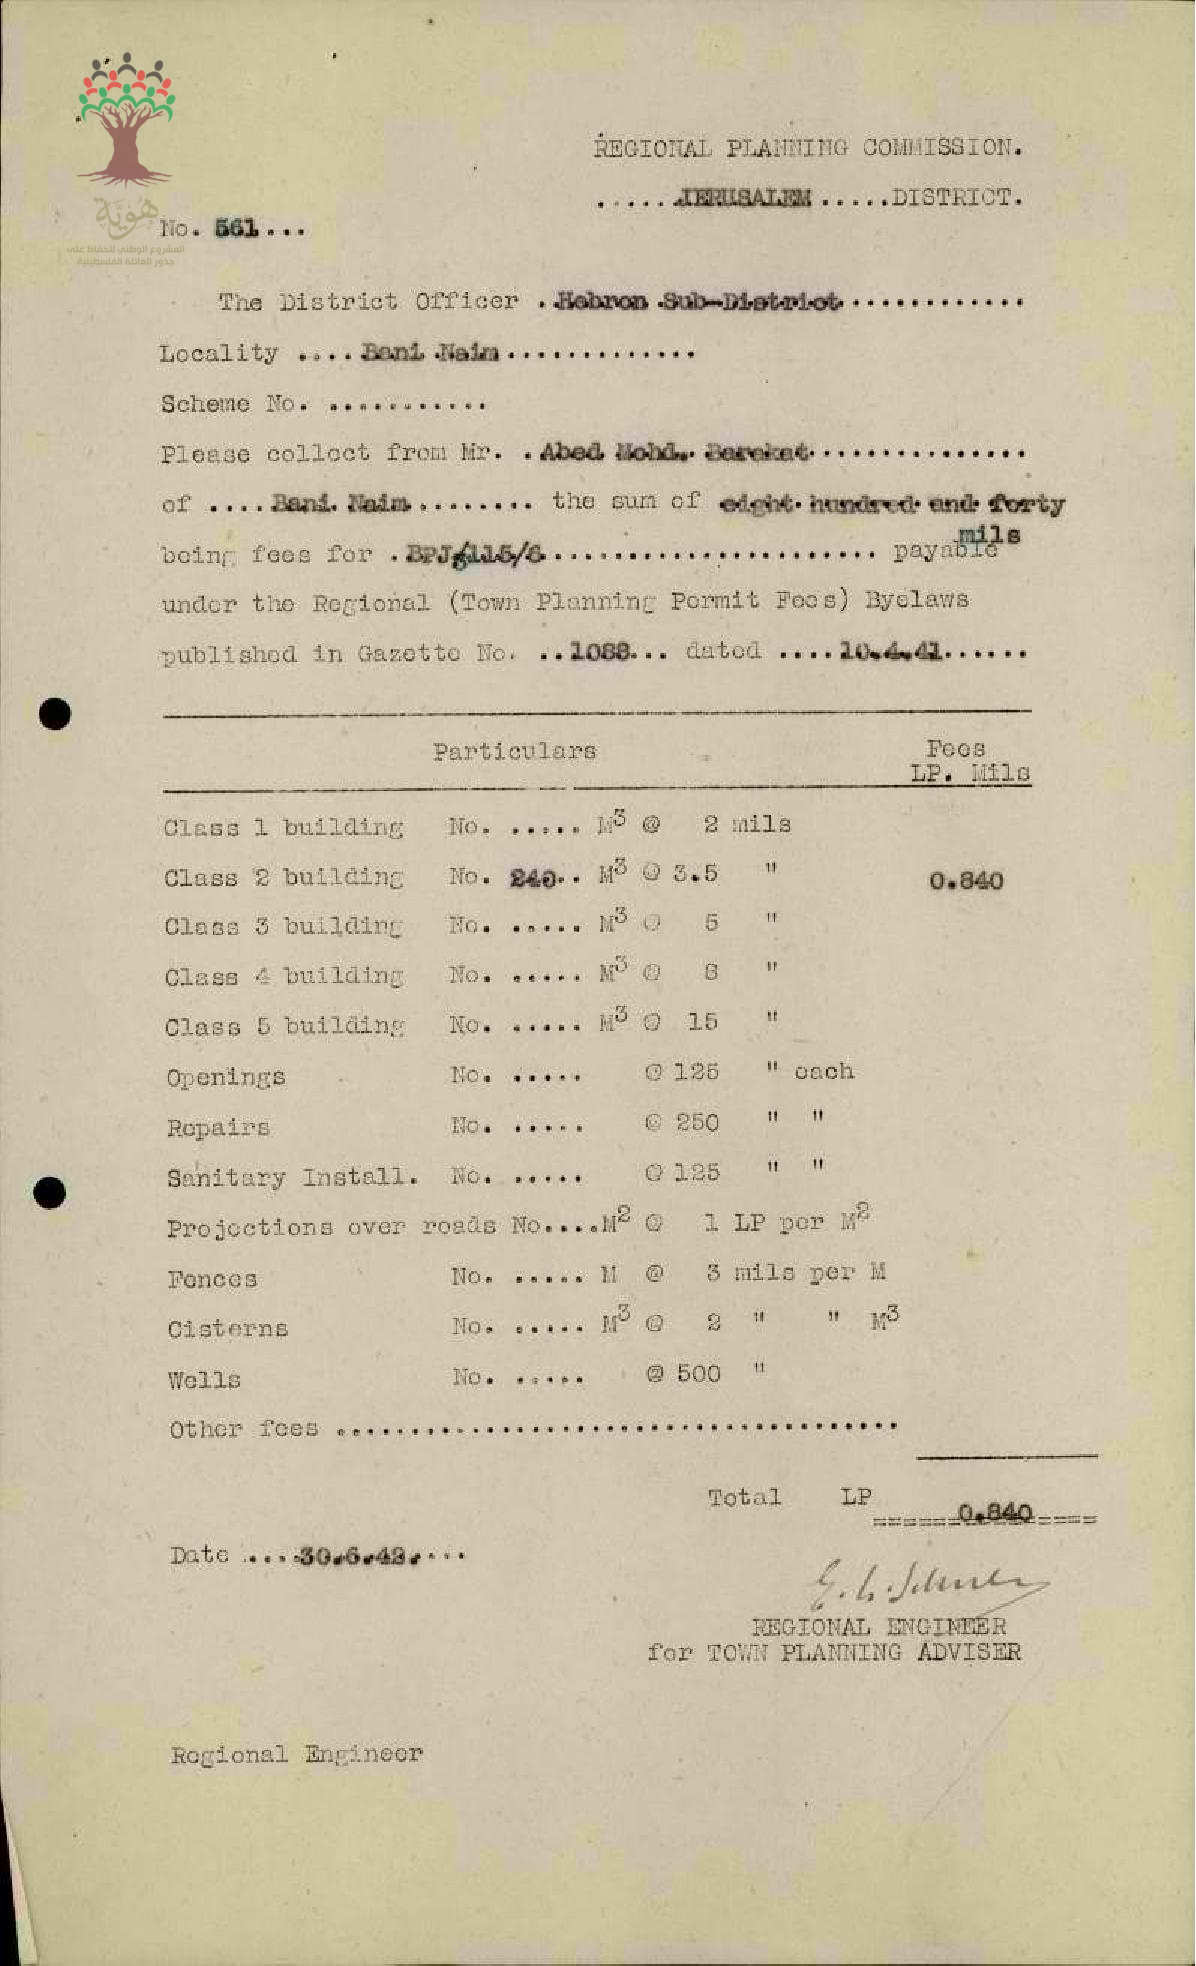 هُوِيَّة
المشروع الوطني للحفاظ على
جذور العائلة الفلسطينية
REGIONAL PLANNING COMMISSION.
......JERUSALEM.....DISTRICT.
No. 561...
The District Officer ..Hebron Sub-District............
Locality ....Bani Naim.............
Scheme No. ...........
Please collect from Mr. .Abed Mohd. Barakat...............
of ....Bani Naim........ the sum of eight hundred and forty
mils
being fees for .BPJ/115/6...................... payable
under the Regional (Town Planning Permit Fees) Byelaws
published in Gazette No. ..1088... dated ....10.4.41......
Particulars Fees
LP. Mils
Class 1 building No. ..... M3 @ 2 mils
Class 2 building No. 240.. M3 @ 3.5 " 0.840
Class 3 building No. ..... M3 @ 5 "
Class 4 building No. ..... M3 @ 8 "
Class 5 building No. ..... M3 @ 15 "
Openings No. ..... @ 125 " each
Repairs No. ..... @ 250 " "
Sanitary Install. No. ..... @ 125 " "
Projections over roads No....M2 @ 1 LP per M2
Fences No. ..... M @ 3 mils per M
Cisterns No. ..... M3 @ 2 " " M3
Wells No. ..... @ 500 "
Other fees ......................................
Total LP 0.840
Date ....30.6.42....
REGIONAL ENGINEER
for TOWN PLANNING ADVISER
Regional Engineer